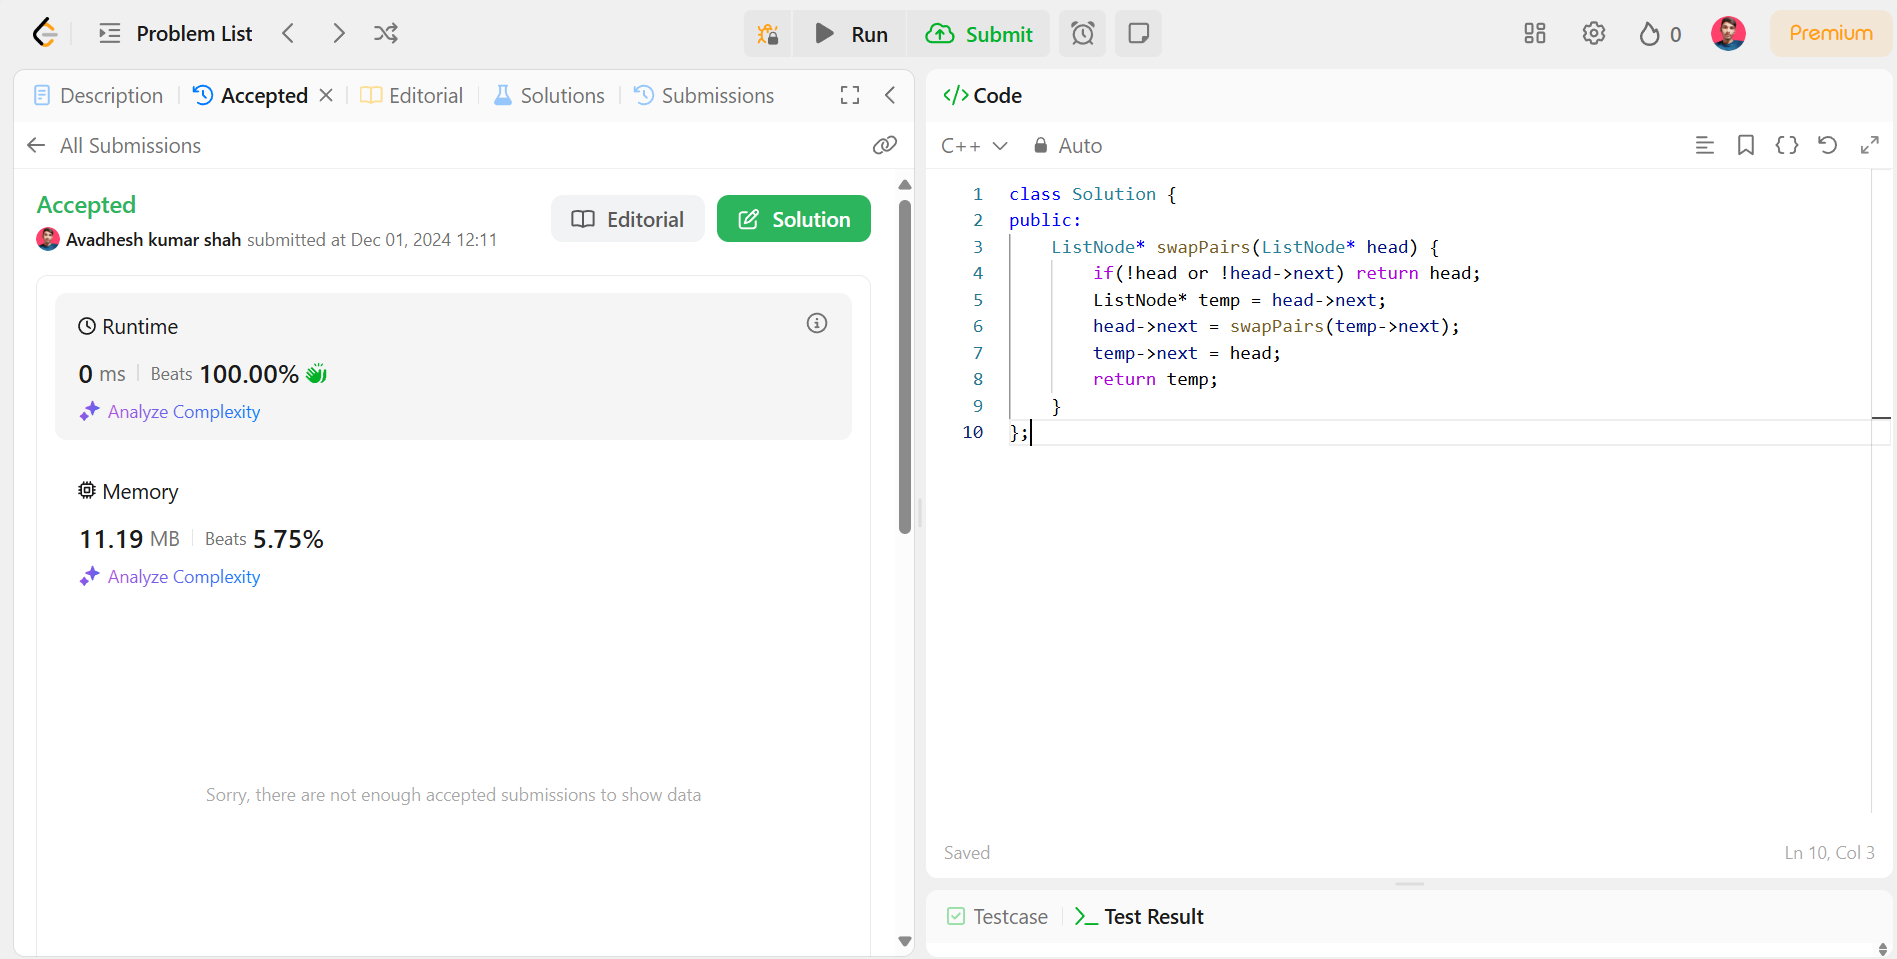 Problem List
Run
Submit
0
Premium
Description
Accepted
Editorial
Solutions
Submissions
All Submissions
Accepted
Editorial
Solution
Avadhesh kumar shah submitted at Dec 01, 2024 12:11
Runtime
0 ms
Beats 100.00%
Analyze Complexity
Memory
11.19 MB
Beats 5.75%
Analyze Complexity
Sorry, there are not enough accepted submissions to show data
</> Code
C++
Auto
1 class Solution {
2 public:
3     ListNode* swapPairs(ListNode* head) {
4         if(!head or !head->next) return head;
5         ListNode* temp = head->next;
6         head->next = swapPairs(temp->next);
7         temp->next = head;
8         return temp;
9     }
10 };
Saved
Ln 10, Col 3
Testcase
Test Result